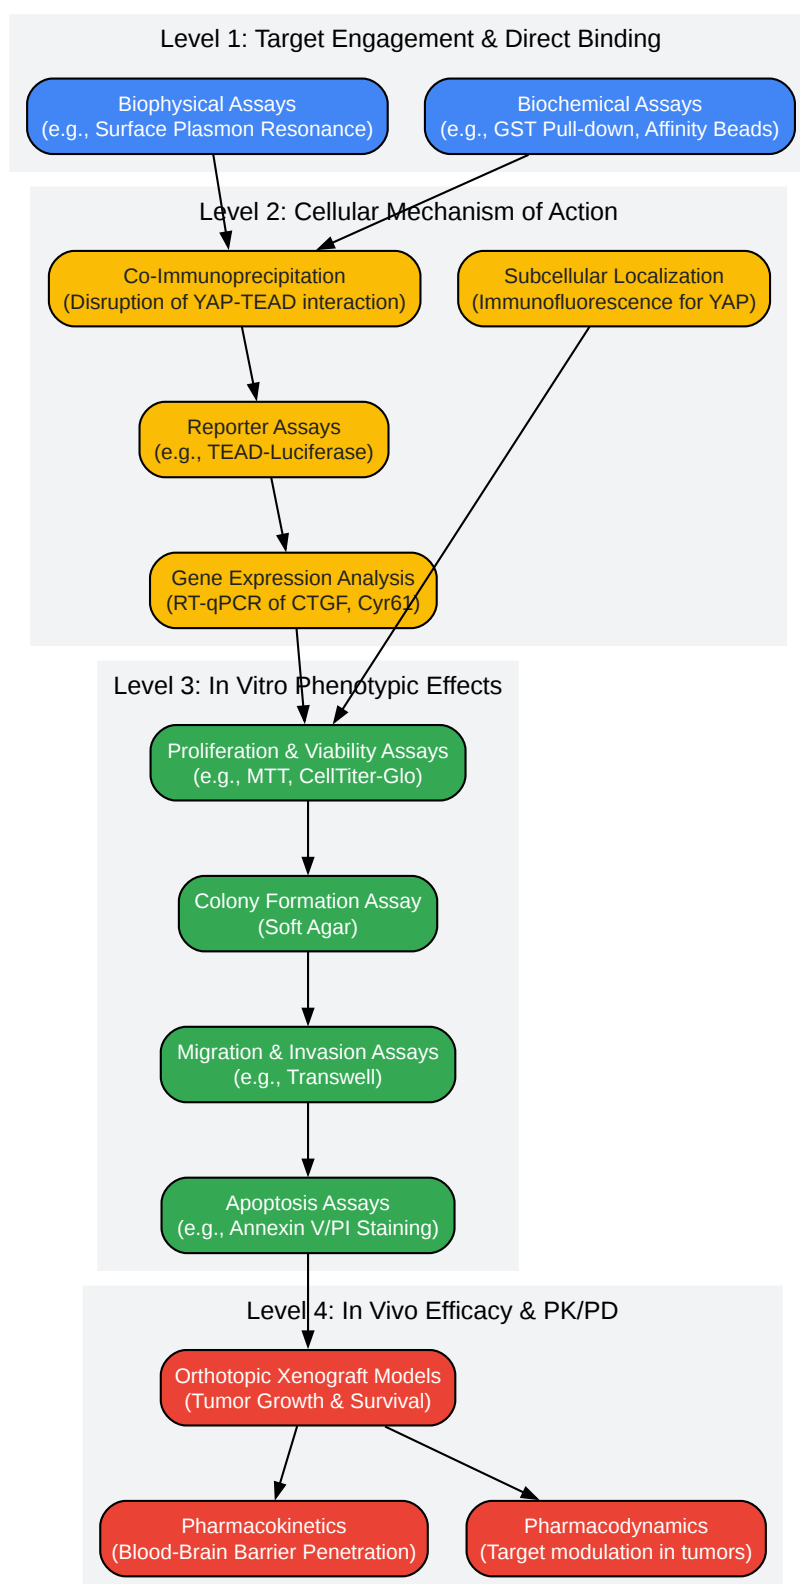 Level 1: Target Engagement & Direct Binding
Biophysical Assays
(e.g., Surface Plasmon Resonance)
Biochemical Assays
(e.g., GST Pull-down, Affinity Beads)
Level 2: Cellular Mechanism of Action
Co-Immunoprecipitation
(Disruption of YAP-TEAD interaction)
Subcellular Localization
(Immunofluorescence for YAP)
Reporter Assays
(e.g., TEAD-Luciferase)
Gene Expression Analysis
(RT-qPCR of CTGF, Cyr61)
Level 3: In Vitro Phenotypic Effects
Proliferation & Viability Assays
(e.g., MTT, CellTiter-Glo)
Colony Formation Assay
(Soft Agar)
Migration & Invasion Assays
(e.g., Transwell)
Apoptosis Assays
(e.g., Annexin V/PI Staining)
Level 4: In Vivo Efficacy & PK/PD
Orthotopic Xenograft Models
(Tumor Growth & Survival)
Pharmacokinetics
(Blood-Brain Barrier Penetration)
Pharmacodynamics
(Target modulation in tumors)